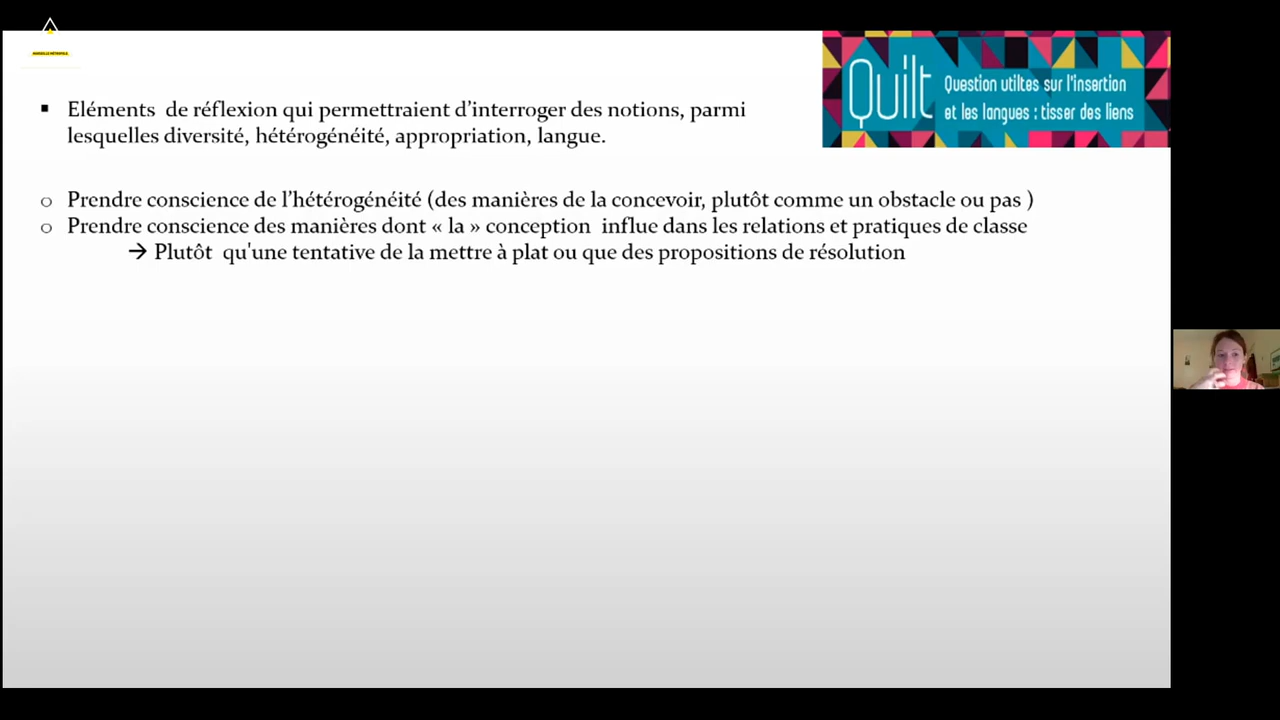 MARSEILLE MÉTROPOLE
Quilt
Question utiltes sur l'insertion
et les langues : tisser des liens
▪ Eléments de réflexion qui permettraient d'interroger des notions, parmi
lesquelles diversité, hétérogénéité, appropriation, langue.
o Prendre conscience de l'hétérogénéité (des manières de la concevoir, plutôt comme un obstacle ou pas )
o Prendre conscience des manières dont « la » conception influe dans les relations et pratiques de classe
→ Plutôt qu'une tentative de la mettre à plat ou que des propositions de résolution